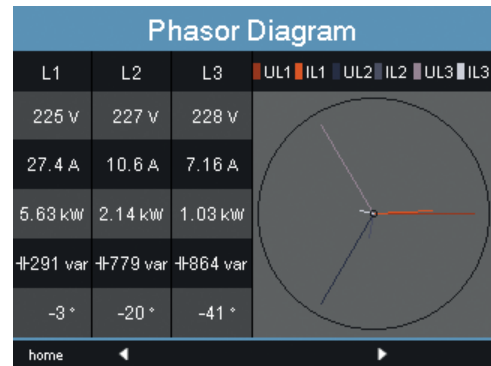 Phasor Diagram
L1 L2 L3 UL1 IL1 UL2 IL2 UL3 IL3
225 V 227 V 228 V
27.4 A 10.6 A 7.16 A
5.63 kW 2.14 kW 1.03 kW
⊣⊢291 var ⊣⊢779 var ⊣⊢864 var
-3 ° -20 ° -41 °
home ◀ ▶